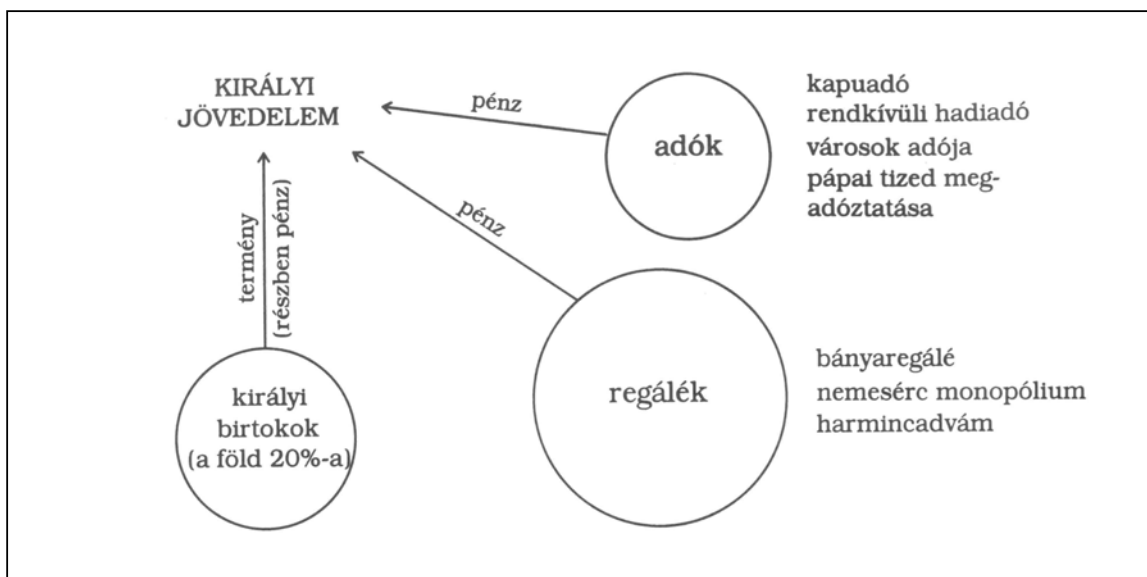 KIRÁLYI
JÖVEDELEM
pénz
adók
kapuadó
rendkívüli hadiadó
városok adója
pápai tized meg-
adóztatása
pénz
termény
(részben pénz)
királyi
birtokok
(a föld 20%-a)
regálék
bányaregálé
nemesérc monopólium
harmincadvám